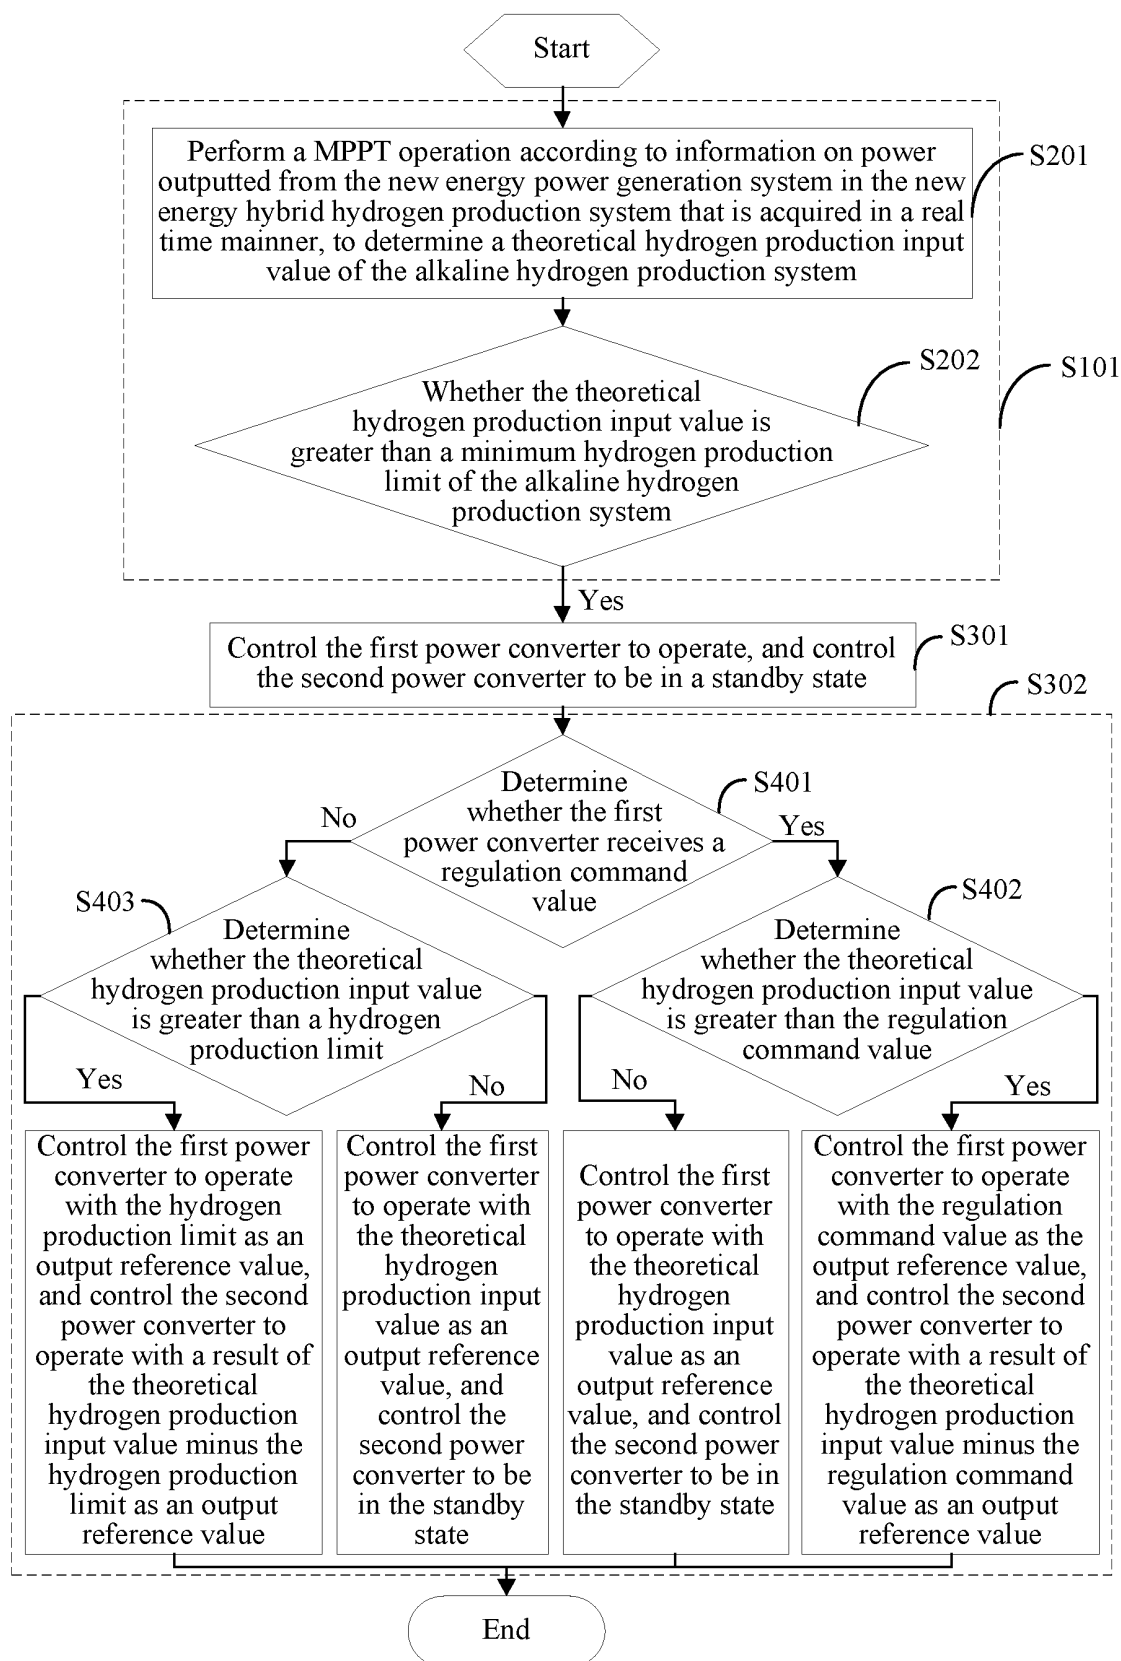 Start
Perform a MPPT operation according to information on power
outputted from the new energy power generation system in the new
energy hybrid hydrogen production system that is acquired in a real
time mainner, to determine a theoretical hydrogen production input
value of the alkaline hydrogen production system
S201
Whether the theoretical
hydrogen production input value is
greater than a minimum hydrogen production
limit of the alkaline hydrogen
production system
S202
S101
Yes
Control the first power converter to operate, and control
the second power converter to be in a standby state
S301
S302
Determine
whether the first
power converter receives a
regulation command
value
S401
No
Yes
S403
Determine
whether the theoretical
hydrogen production input value
is greater than a hydrogen
production limit
S402
Determine
whether the theoretical
hydrogen production input value
is greater than the regulation
command value
Yes
No
No
Yes
Control the first power
converter to operate
with the hydrogen
production limit as an
output reference value,
and control the second
power converter to
operate with a result of
the theoretical
hydrogen production
input value minus the
hydrogen production
limit as an output
reference value
Control the first
power converter
to operate with
the theoretical
hydrogen
production input
value as an
output reference
value, and
control the
second power
converter to be
in the standby
state
Control the first
power converter
to operate with
the theoretical
hydrogen
production input
value as an
output reference
value, and control
the second power
converter to be in
the standby state
Control the first power
converter to operate
with the regulation
command value as the
output reference value,
and control the second
power converter to
operate with a result of
the theoretical
hydrogen production
input value minus the
regulation command
value as an output
reference value
End